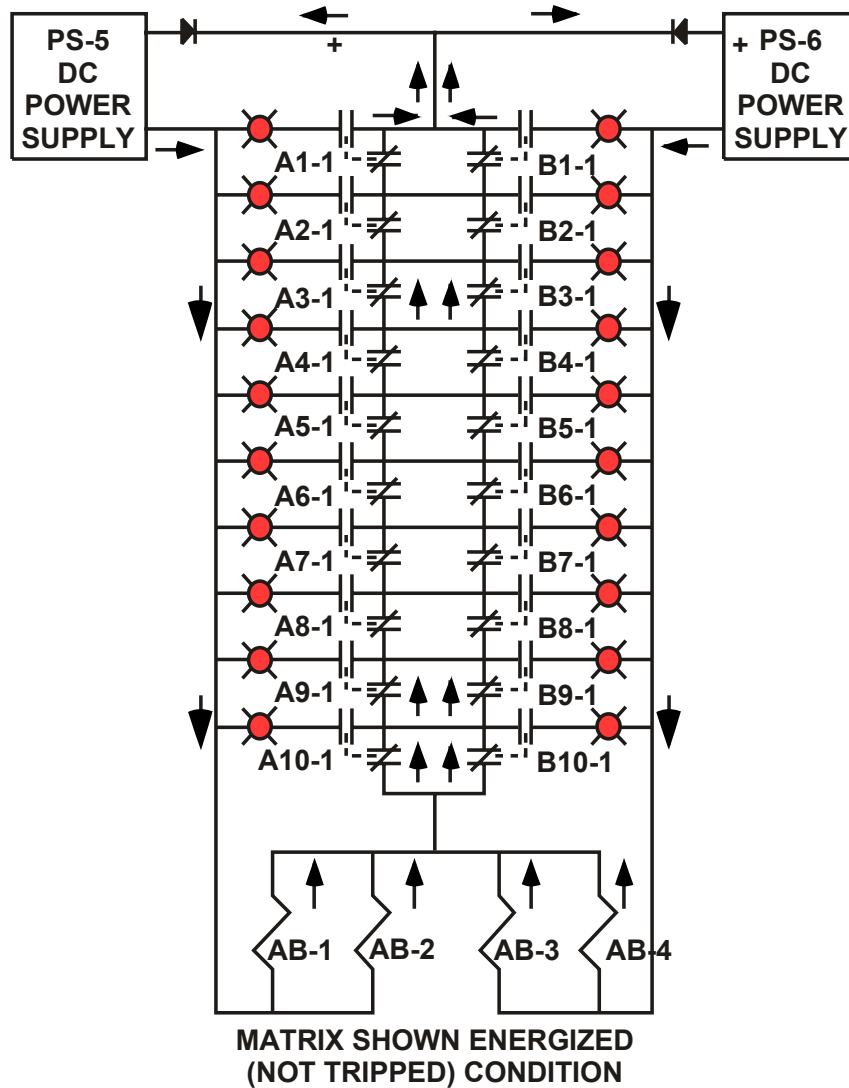 PS-5
DC
POWER
SUPPLY
+
+ PS-6
DC
POWER
SUPPLY
A1-1 B1-1
A2-1 B2-1
A3-1 B3-1
A4-1 B4-1
A5-1 B5-1
A6-1 B6-1
A7-1 B7-1
A8-1 B8-1
A9-1 B9-1
A10-1 B10-1
AB-1 AB-2 AB-3 AB-4
MATRIX SHOWN ENERGIZED
(NOT TRIPPED) CONDITION